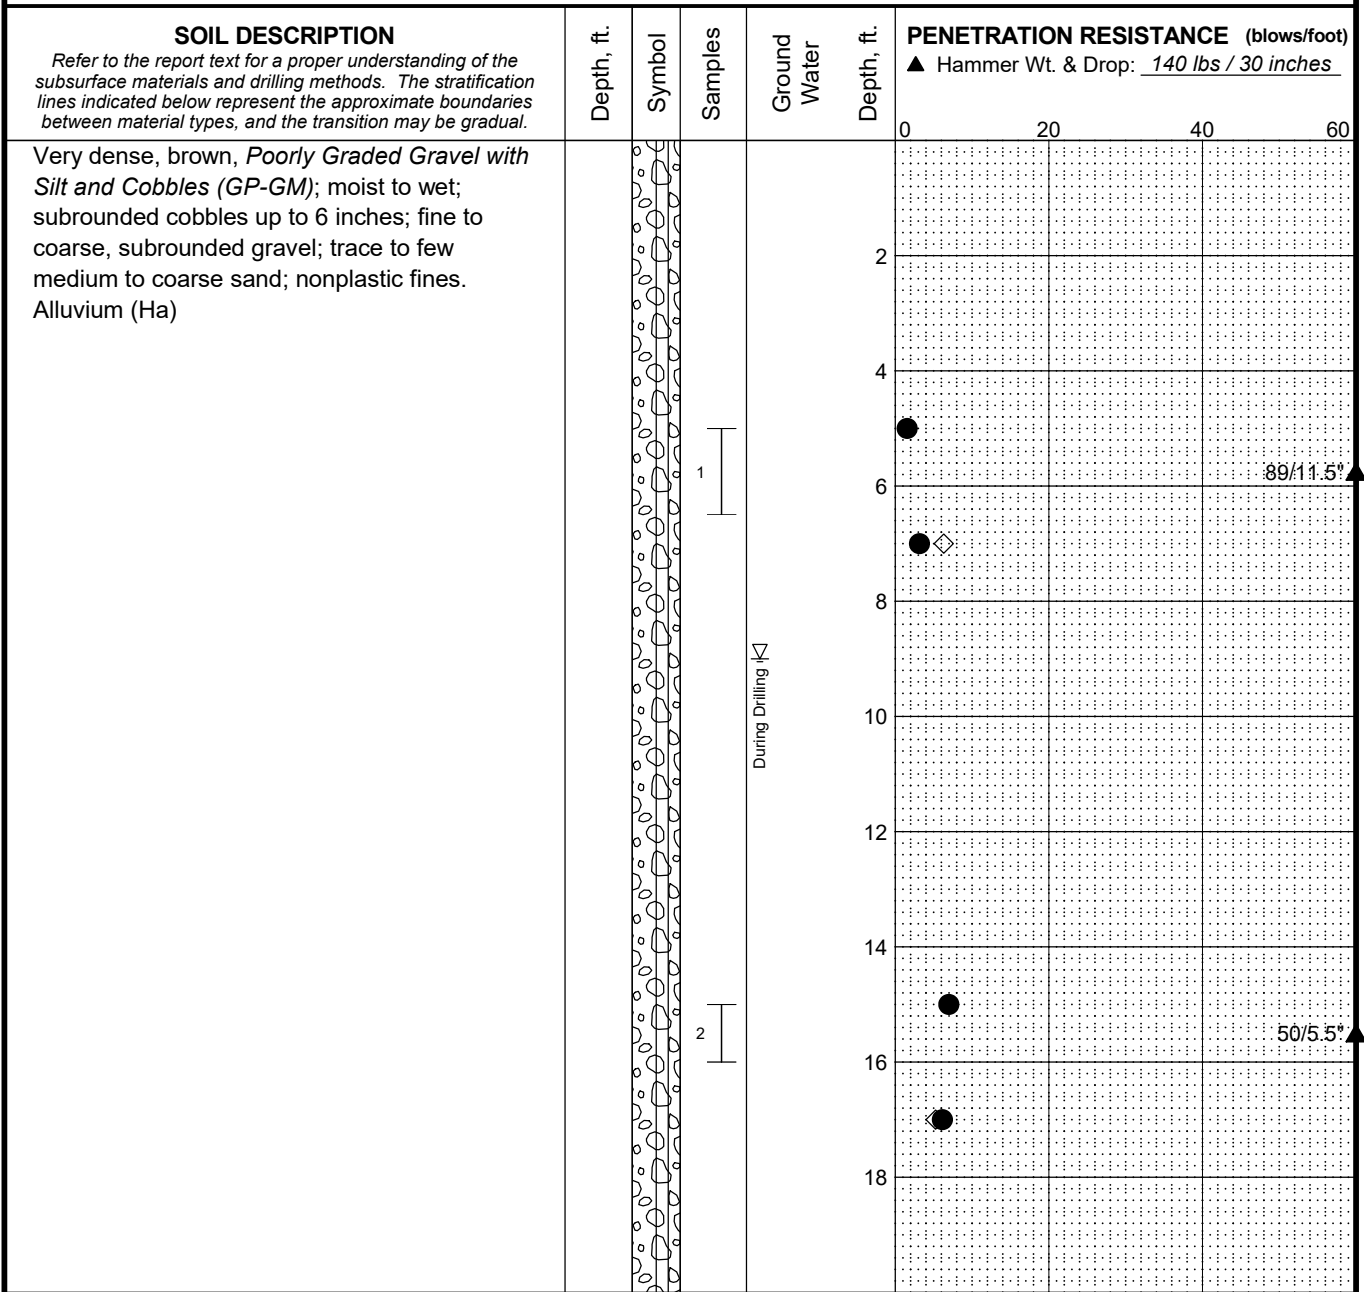 SOIL DESCRIPTION
Refer to the report text for a proper understanding of the
subsurface materials and drilling methods. The stratification
lines indicated below represent the approximate boundaries
between material types, and the transition may be gradual.
Depth, ft.
Symbol
Samples
Ground
Water
Depth, ft.
PENETRATION RESISTANCE (blows/foot)
▲ Hammer Wt. & Drop: 140 lbs / 30 inches
0 20 40 60
Very dense, brown, Poorly Graded Gravel with
Silt and Cobbles (GP-GM); moist to wet;
subrounded cobbles up to 6 inches; fine to
coarse, subrounded gravel; trace to few
medium to coarse sand; nonplastic fines.
Alluvium (Ha)
2
4
1
89/11.5"
6
8
During Drilling
10
12
14
2
50/5.5"
16
18